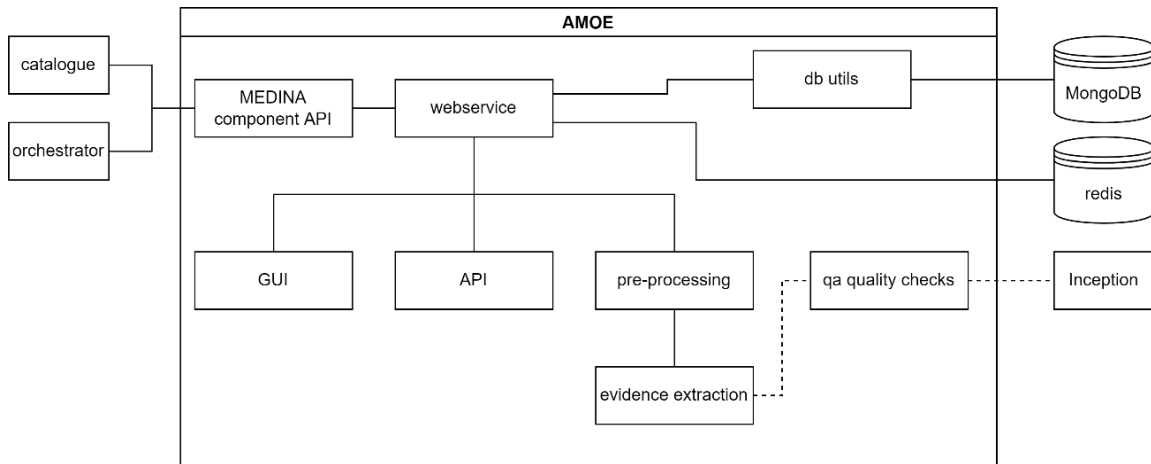 AMOE
catalogue
orchestrator
MEDINA
component API
webservice
db utils
MongoDB
redis
GUI
API
pre-processing
qa quality checks
Inception
evidence extraction